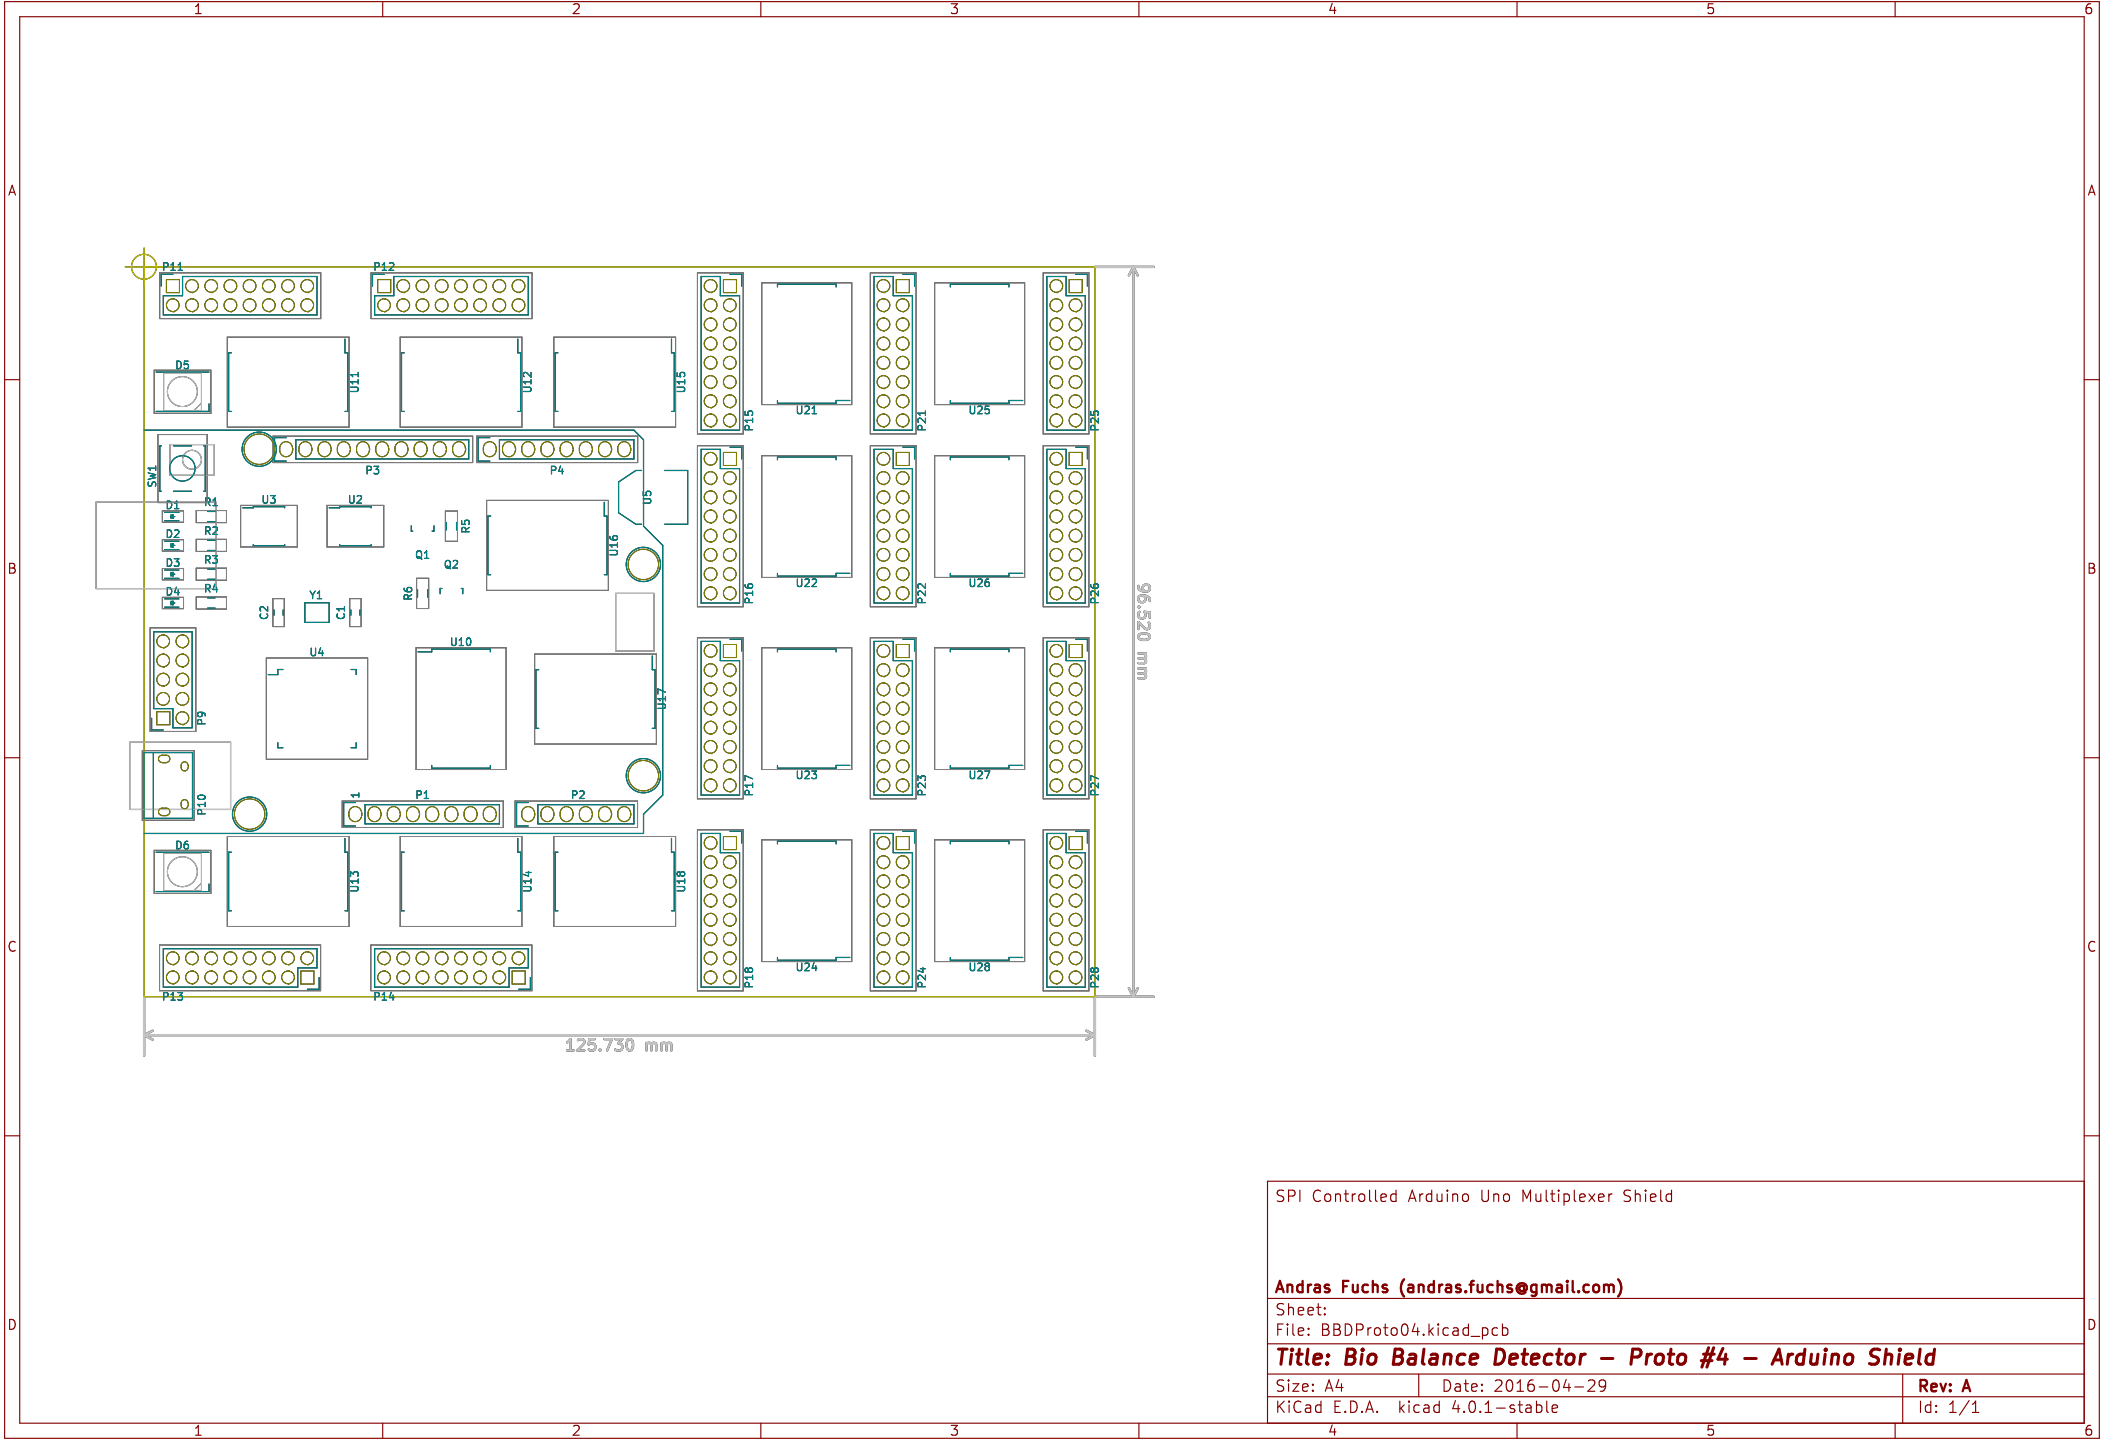 1 2 3 4 5 6
A A
P11 P12
D5
U11 U12 U15 P15 U21 P21 U25 P25
P3 P4
SW1
U3 U2 U5
D1 R1
D2 R2
D3 R3
D4 R4
Q1 R5
Q2
U16 P16 U22 P22 U26 P26
B B
R6
C2 Y1 C1
96.520 mm
U4 U10
U17
P9
P17 U23 P23 U27 P27
P10
1 P1 P2
D6
U13 U14 U18
P18 U24 P24 U28 P28
C C
P13 P14
125.730 mm
SPI Controlled Arduino Uno Multiplexer Shield
Andras Fuchs (andras.fuchs@gmail.com)
Sheet:
File: BBDProto04.kicad_pcb
D D
Title: Bio Balance Detector - Proto #4 - Arduino Shield
Size: A4 Date: 2016-04-29 Rev: A
KiCad E.D.A. kicad 4.0.1-stable Id: 1/1
1 2 3 4 5 6